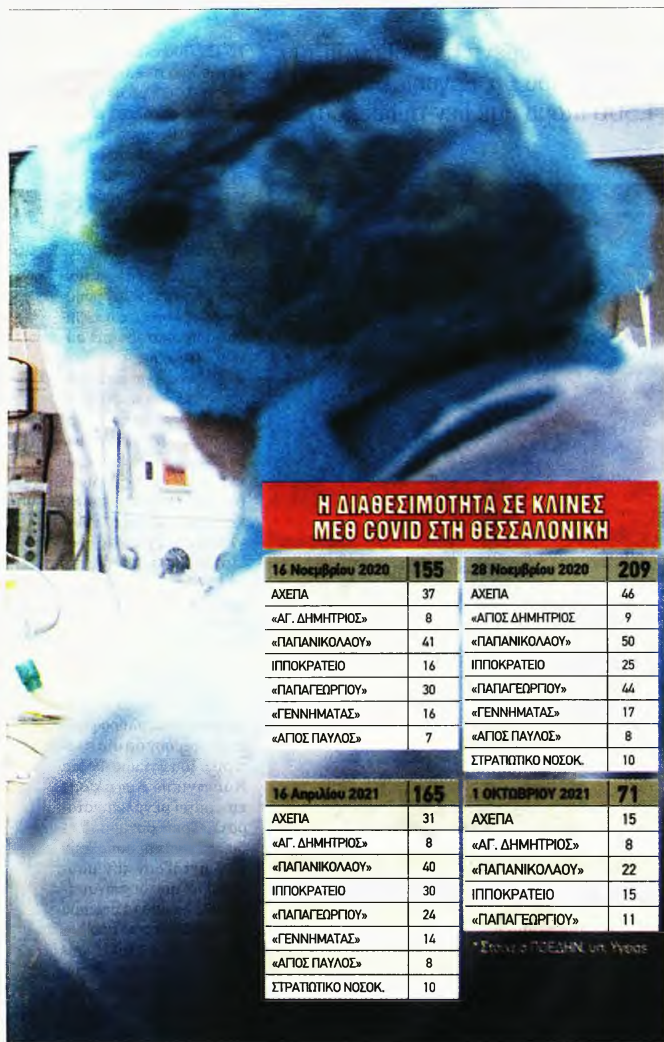 Η ΔΙΑΘΕΣΙΜΟΤΗΤΑ ΣΕ ΚΛΙΝΕΣ
ΜΕΘ COVID ΣΤΗ ΘΕΣΣΑΛΟΝΙΚΗ
16 Νοεμβρίου 2020 155
ΑΧΕΠΑ 37
«ΑΓ. ΔΗΜΗΤΡΙΟΣ» 8
«ΠΑΠΑΝΙΚΟΛΑΟΥ» 41
ΙΠΠΟΚΡΑΤΕΙΟ 16
«ΠΑΠΑΓΕΩΡΓΙΟΥ» 30
«ΓΕΝΝΗΜΑΤΑΣ» 16
«ΑΓΙΟΣ ΠΑΥΛΟΣ» 7
28 Νοεμβρίου 2020 209
ΑΧΕΠΑ 46
«ΑΓΙΟΣ ΔΗΜΗΤΡΙΟΣ 9
«ΠΑΠΑΝΙΚΟΛΑΟΥ» 50
ΙΠΠΟΚΡΑΤΕΙΟ 25
«ΠΑΠΑΓΕΩΡΓΙΟΥ» 44
«ΓΕΝΝΗΜΑΤΑΣ» 17
«ΑΓΙΟΣ ΠΑΥΛΟΣ» 8
ΣΤΡΑΤΙΩΤΙΚΟ ΝΟΣΟΚ. 10
16 Απριλίου 2021 165
ΑΧΕΠΑ 31
«ΑΓ. ΔΗΜΗΤΡΙΟΣ» 8
«ΠΑΠΑΝΙΚΟΛΑΟΥ» 40
ΙΠΠΟΚΡΑΤΕΙΟ 30
«ΠΑΠΑΓΕΩΡΓΙΟΥ» 24
«ΓΕΝΝΗΜΑΤΑΣ» 14
«ΑΓΙΟΣ ΠΑΥΛΟΣ» 8
ΣΤΡΑΤΙΩΤΙΚΟ ΝΟΣΟΚ. 10
1 ΟΚΤΩΒΡΙΟΥ 2021 71
ΑΧΕΠΑ 15
«ΑΓ. ΔΗΜΗΤΡΙΟΣ» 8
«ΠΑΠΑΝΙΚΟΛΑΟΥ» 22
ΙΠΠΟΚΡΑΤΕΙΟ 15
«ΠΑΠΑΓΕΩΡΓΙΟΥ» 11
* Στοιχεία ΠΟΕΔΗΝ, υπ. Υγείας